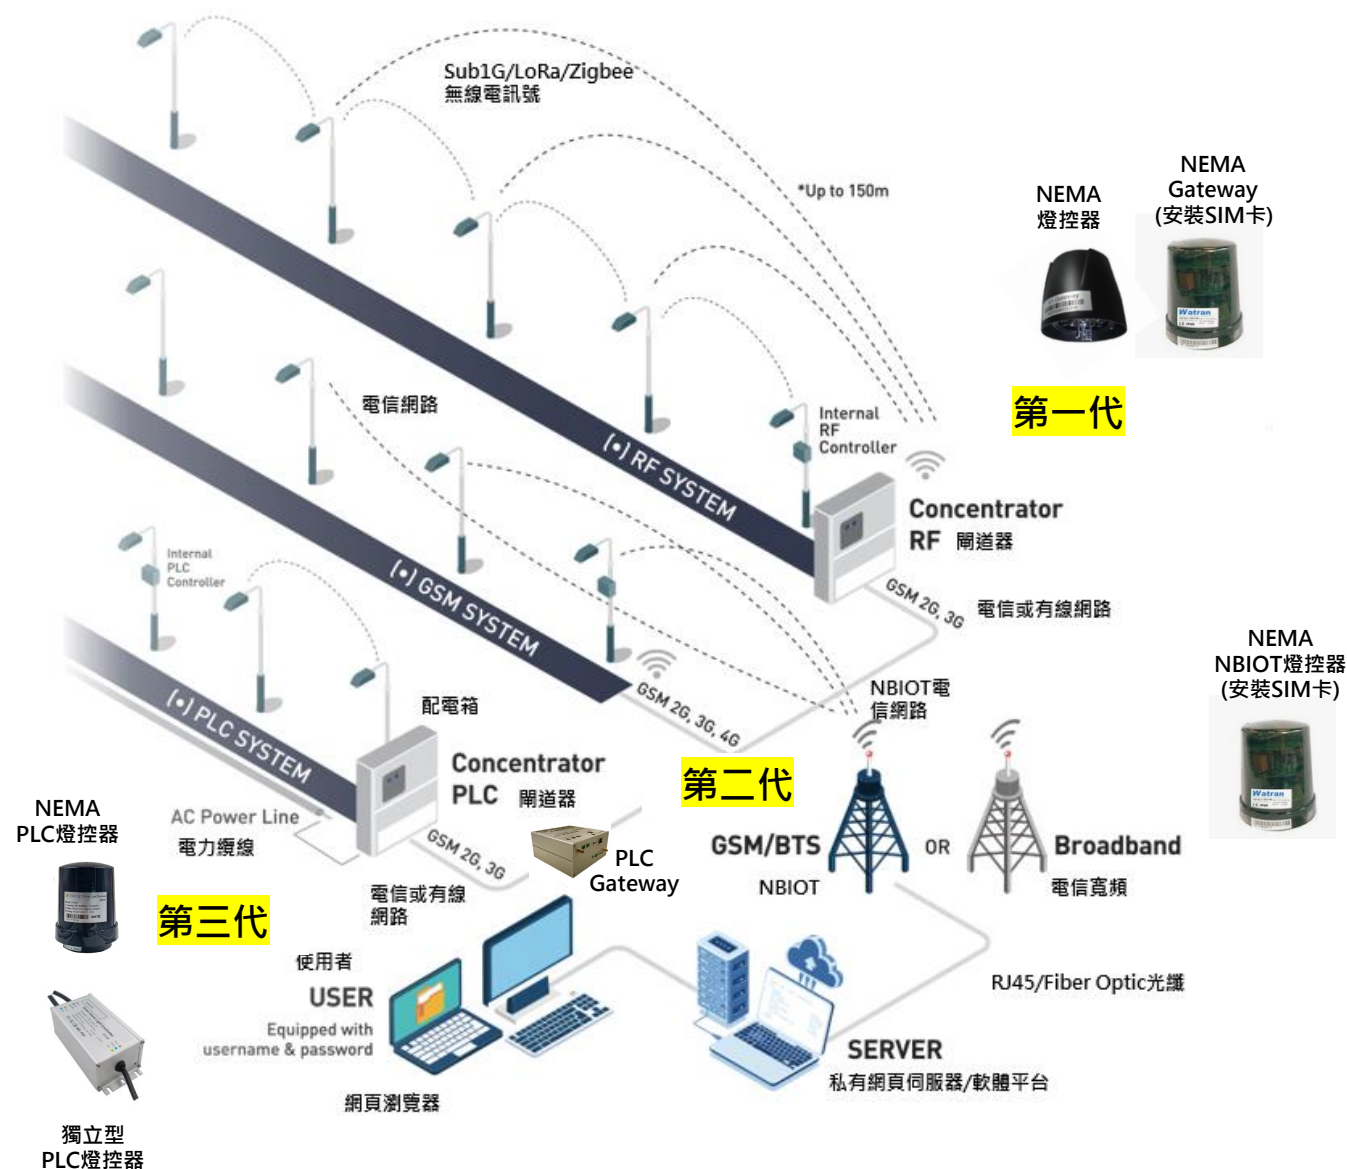 Sub1G/LoRa/Zigbee
無線電訊號
*Up to 150m
NEMA
燈控器
NEMA
Gateway
(安裝SIM卡)
Watran
第一代
電信網路
Internal
RF
Controller
(•) RF SYSTEM
Concentrator
RF 閘道器
GSM 2G, 3G
電信或有線網路
Internal
PLC
Controller
(•) GSM SYSTEM
GSM 2G, 3G, 4G
NBIOT電
信網路
NEMA
NBIOT燈控器
(安裝SIM卡)
Watran
配電箱
(•) PLC SYSTEM
Concentrator
PLC 閘道器
第二代
AC Power Line
電力纜線
GSM 2G, 3G
PLC
Gateway
GSM/BTS
NBIOT
OR
Broadband
電信寬頻
NEMA
PLC燈控器
第三代
電信或有線
網路
使用者
USER
Equipped with
username & password
網頁瀏覽器
RJ45/Fiber Optic光纖
SERVER
私有網頁伺服器/軟體平台
獨立型
PLC燈控器